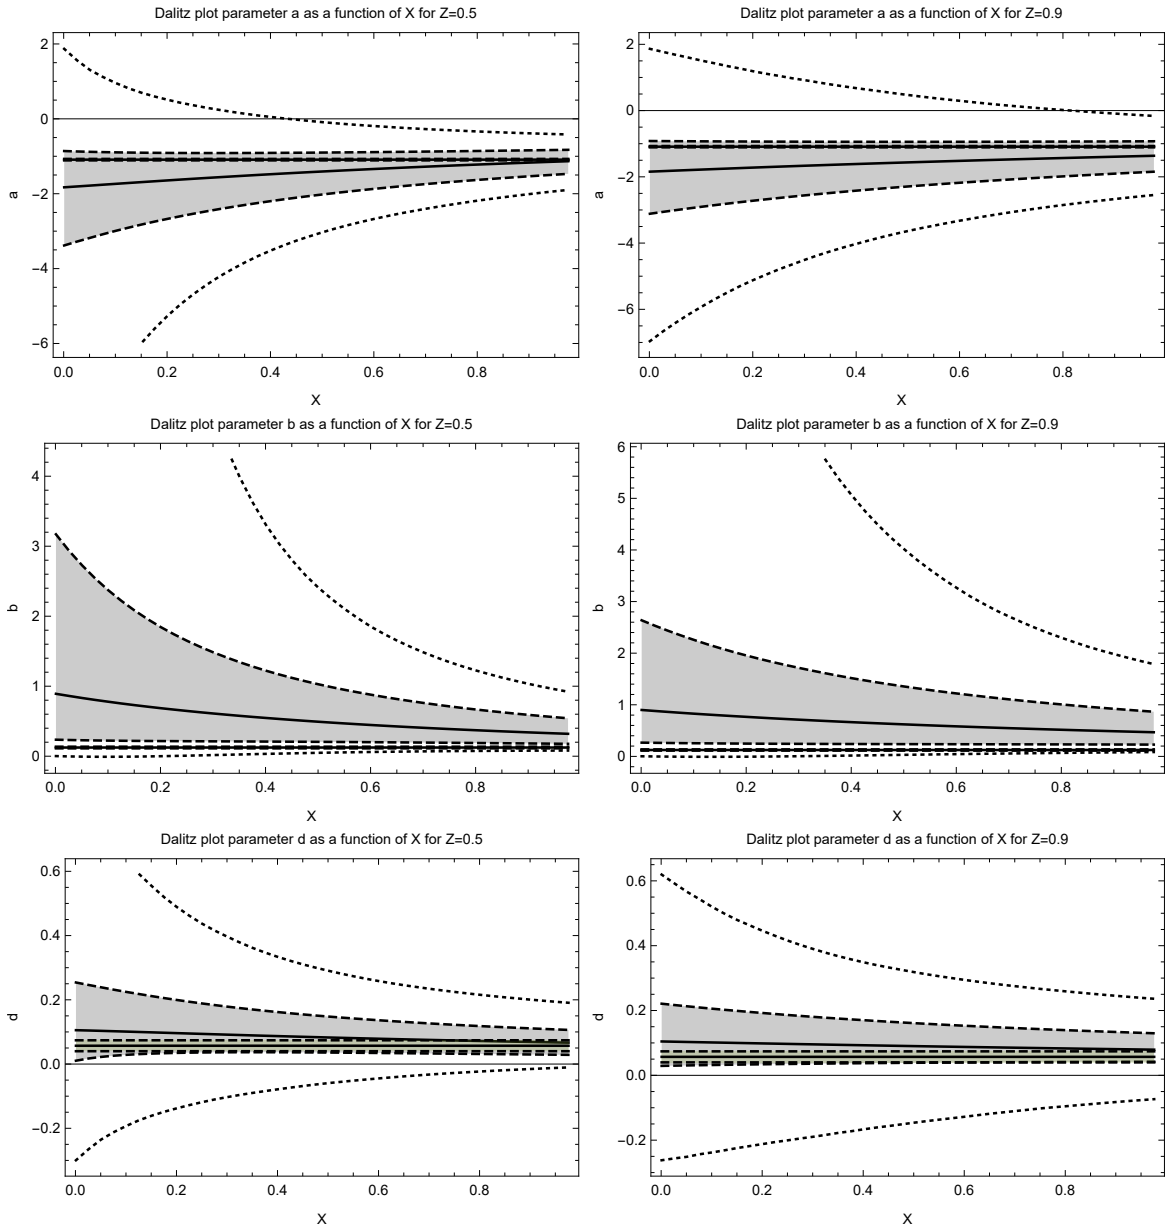 Dalitz plot parameter a as a function of X for Z=0.5
2
0
−2
−4
−6
a
0.0 0.2 0.4 0.6 0.8
X
Dalitz plot parameter a as a function of X for Z=0.9
2
0
−2
−4
−6
a
0.0 0.2 0.4 0.6 0.8
X
Dalitz plot parameter b as a function of X for Z=0.5
4
3
2
1
0
b
0.0 0.2 0.4 0.6 0.8
X
Dalitz plot parameter b as a function of X for Z=0.9
6
5
4
3
2
1
0
b
0.0 0.2 0.4 0.6 0.8
X
Dalitz plot parameter d as a function of X for Z=0.5
0.6
0.4
0.2
0.0
−0.2
d
0.0 0.2 0.4 0.6 0.8
X
Dalitz plot parameter d as a function of X for Z=0.9
0.6
0.4
0.2
0.0
−0.2
d
0.0 0.2 0.4 0.6 0.8
X